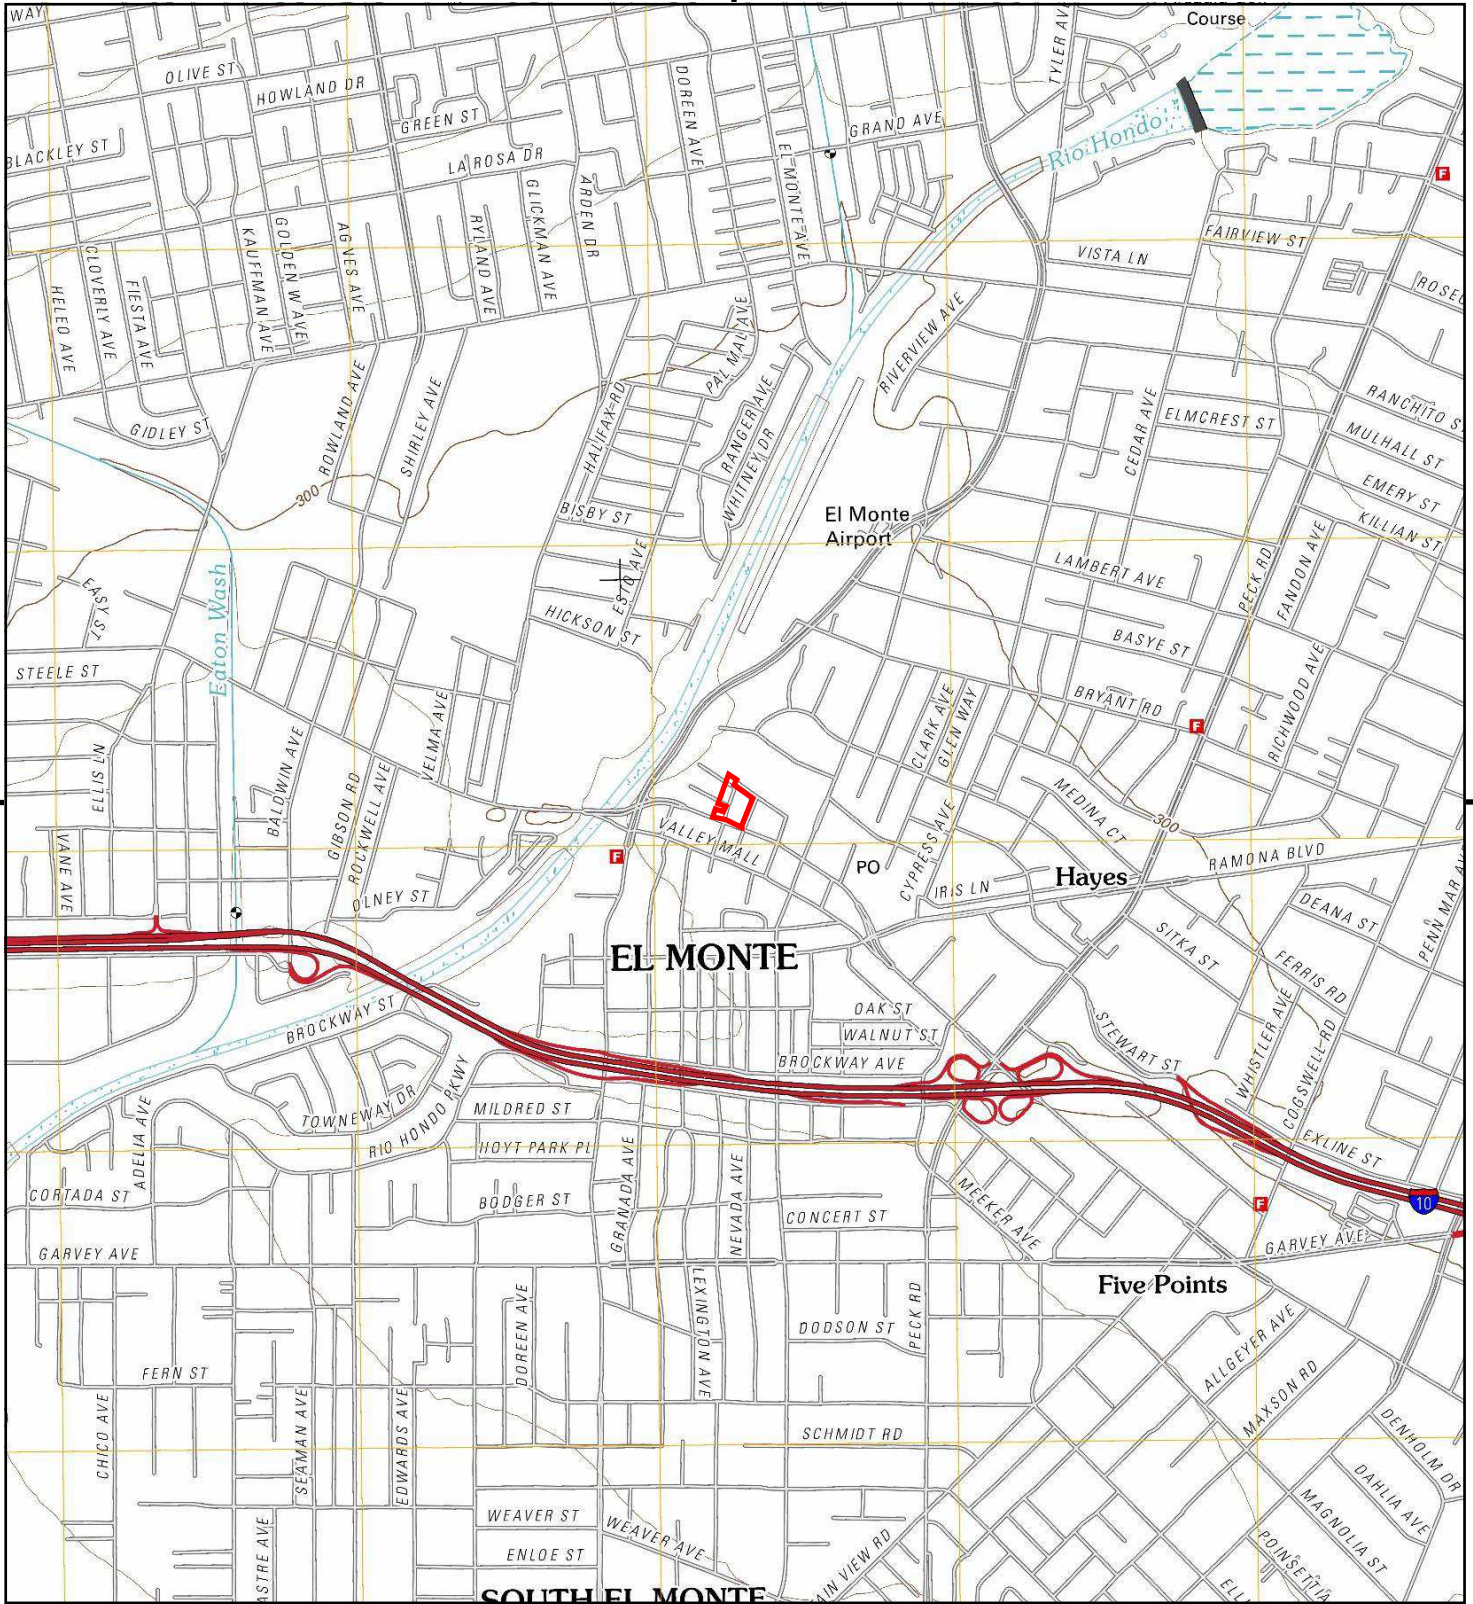 WAY
Course
OLIVE ST
HOWLAND DR
GREEN ST
BLACKLEY ST
LA ROSA DR
DOREEN AVE
EL MONTE AVE
GRAND AVE
TYLER AVE
Rio Hondo
F
ARDEN DR
GLICKMAN AVE
RYLAND AVE
AGNES AVE
GOLDEN W AVE
KAUFFMAN AVE
CLOVERLY AVE
FIESTA AVE
HELEO AVE
VISTA LN
FAIRVIEW ST
RIVERVIEW AVE
PAL MAL AVE
RANGER AVE
WHITNEY DR
HALIFAX RD
ROWLAND AVE
SHIRLEY AVE
GIDLEY ST
300
CEDAR AVE
ELMCREST ST
RANCHITO S
MULHALL ST
EMERY ST
KILLIAN ST
BISBY ST
El Monte
Airport
LAMBERT AVE
PECK RD
FANDON AVE
EASY ST
Eaton Wash
ESTO AVE
HICKSON ST
BASYE ST
STEELE ST
BRYANT RD
F
RICHWOOD AVE
CLARK AVE
GLEN WAY
VELMA AVE
ELLIS LN
BALDWIN AVE
GIBSON RD
ROCKWELL AVE
MEDINA CT
300
CYPRESS AVE
VALLEY MALL
VANE AVE
F
PO
IRIS LN
Hayes
RAMONA BLVD
OLNEY ST
DEANA ST
PENN MAR AV
SITKA ST
FERRIS RD
EL MONTE
OAK ST
WALNUT ST
BROCKWAY ST
BROCKWAY AVE
STEWART ST
WHISTLER AVE
COGSWELL RD
TOWNEWAY DR
RIO HONDO PKWY
MILDRED ST
HOYT PARK PL
ADELIA AVE
EXLINE ST
CORTADA ST
BODGER ST
GRANADA AVE
NEVADA AVE
CONCERT ST
MEEKER AVE
F
10
GARVEY AVE
GARVEY AVE
Five Points
DOREEN AVE
LEXINGTON AVE
DODSON ST
PECK RD
ALLGEYER AVE
MAXSON RD
FERN ST
CHICO AVE
SEAMAN AVE
EDWARDS AVE
SCHMIDT RD
DENHOLM DR
DAHLIA AVE
MAGNOLIA ST
WEAVER ST
WEAVER AVE
ENLOE ST
POINSETTIA
ASTRE AVE
AIN VIEW RD
ELL
SOUTH EL MONTE